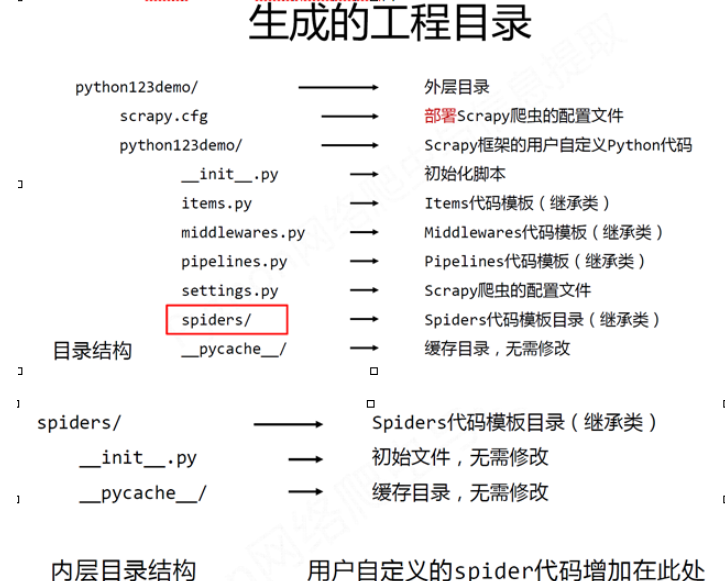 生成的工程目录
python123demo/ 外层目录
scrapy.cfg 部署Scrapy爬虫的配置文件
python123demo/ Scrapy框架的用户自定义Python代码
__init__.py 初始化脚本
items.py Items代码模板（继承类）
middlewares.py Middlewares代码模板（继承类）
pipelines.py Pipelines代码模板（继承类）
settings.py Scrapy爬虫的配置文件
spiders/ Spiders代码模板目录（继承类）
目录结构 __pycache__/ 缓存目录，无需修改
spiders/ Spiders代码模板目录（继承类）
__init__.py 初始文件，无需修改
__pycache__/ 缓存目录，无需修改
内层目录结构 用户自定义的spider代码增加在此处